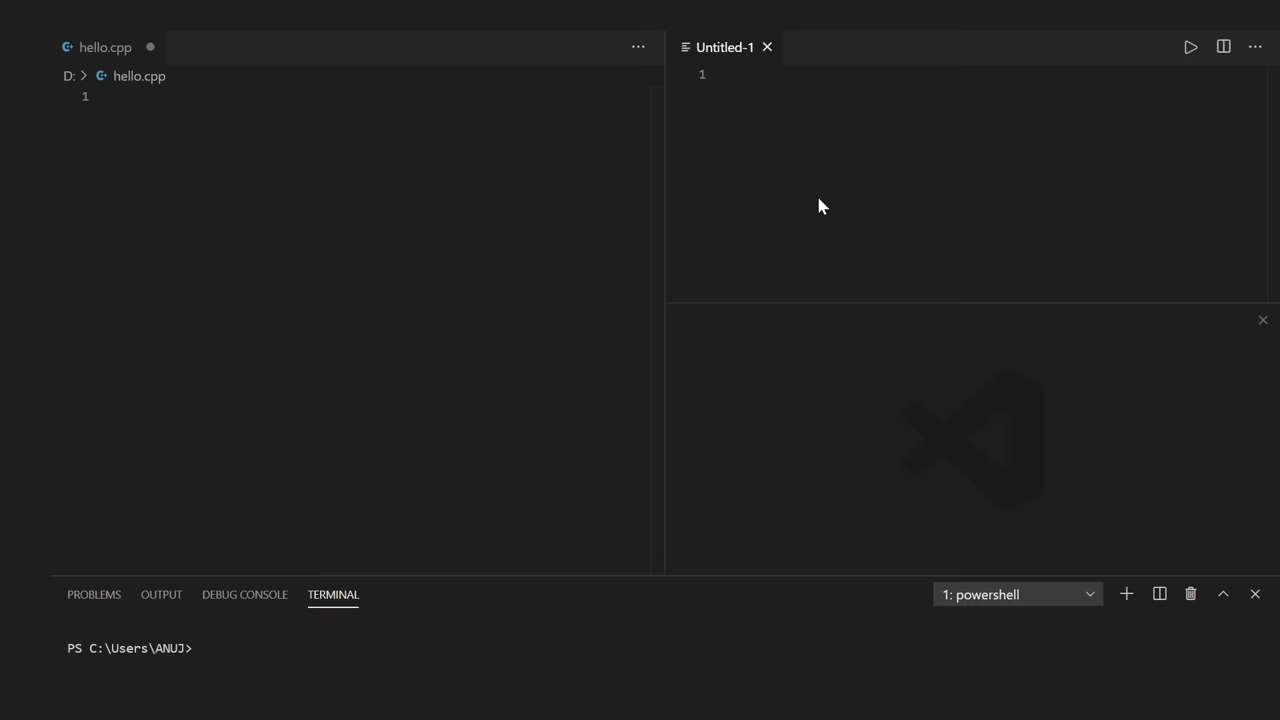 hello.cpp
D: > hello.cpp
1
Untitled-1
1
PROBLEMS OUTPUT DEBUG CONSOLE TERMINAL
1: powershell
PS C:\Users\ANUJ>